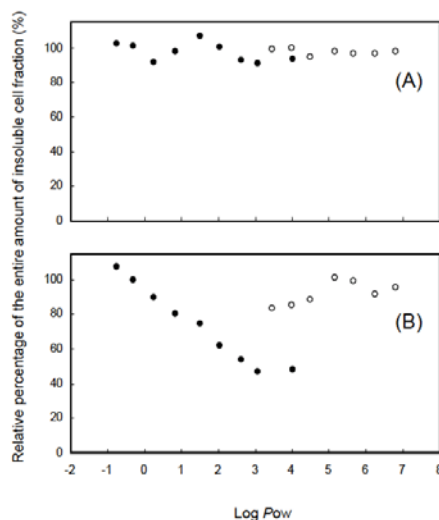 Relative percentage of the entire amount of insoluble cell fraction (%)
100
80
60
40
20
0
(A)
100
80
60
40
20
0
(B)
-2 -1 0 1 2 3 4 5 6 7 8
Log Pow